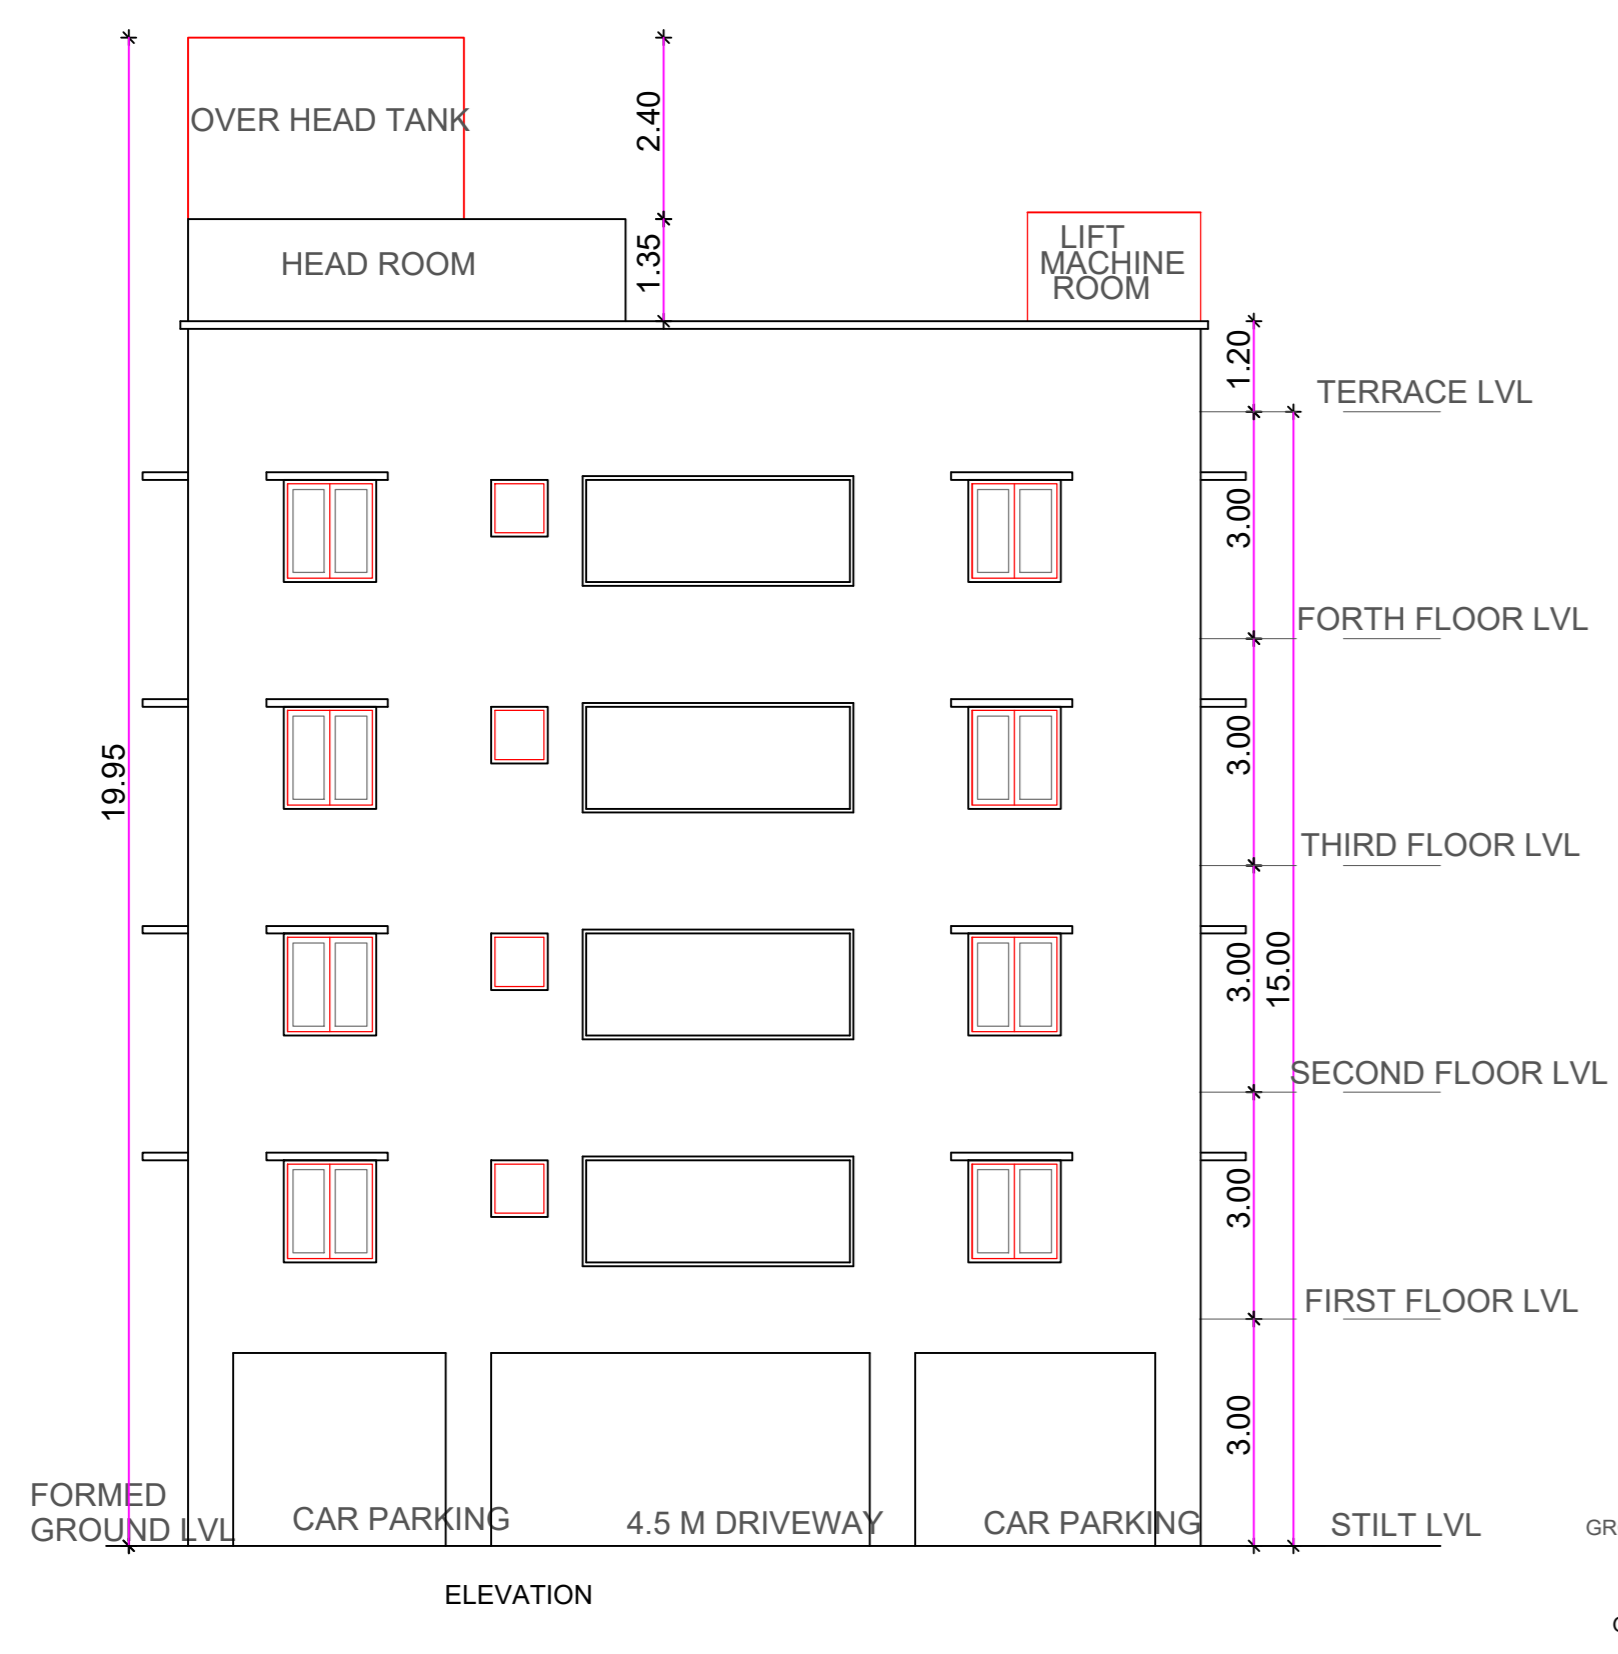 OVER HEAD TANK
2.40
HEAD ROOM
1.35
LIFT
MACHINE
ROOM
1.20
TERRACE LVL
3.00
FORTH FLOOR LVL
19.95
3.00
THIRD FLOOR LVL
3.00
15.00
SECOND FLOOR LVL
3.00
FIRST FLOOR LVL
3.00
FORMED
GROUND LVL
CAR PARKING
4.5 M DRIVEWAY
CAR PARKING
STILT LVL
GR
ELEVATION